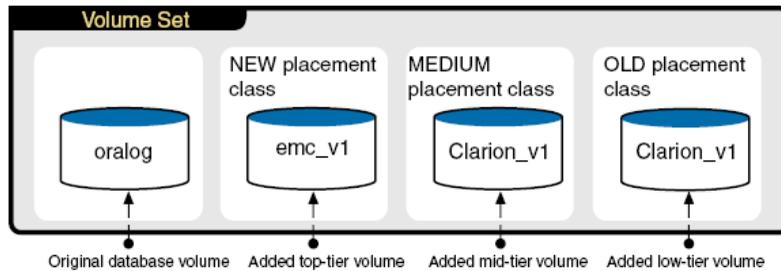 Volume Set
NEW placement
class
MEDIUM
placement class
OLD placement
class
oralog
emc_v1
Clarion_v1
Clarion_v1
Original database volume
Added top-tier volume
Added mid-tier volume
Added low-tier volume